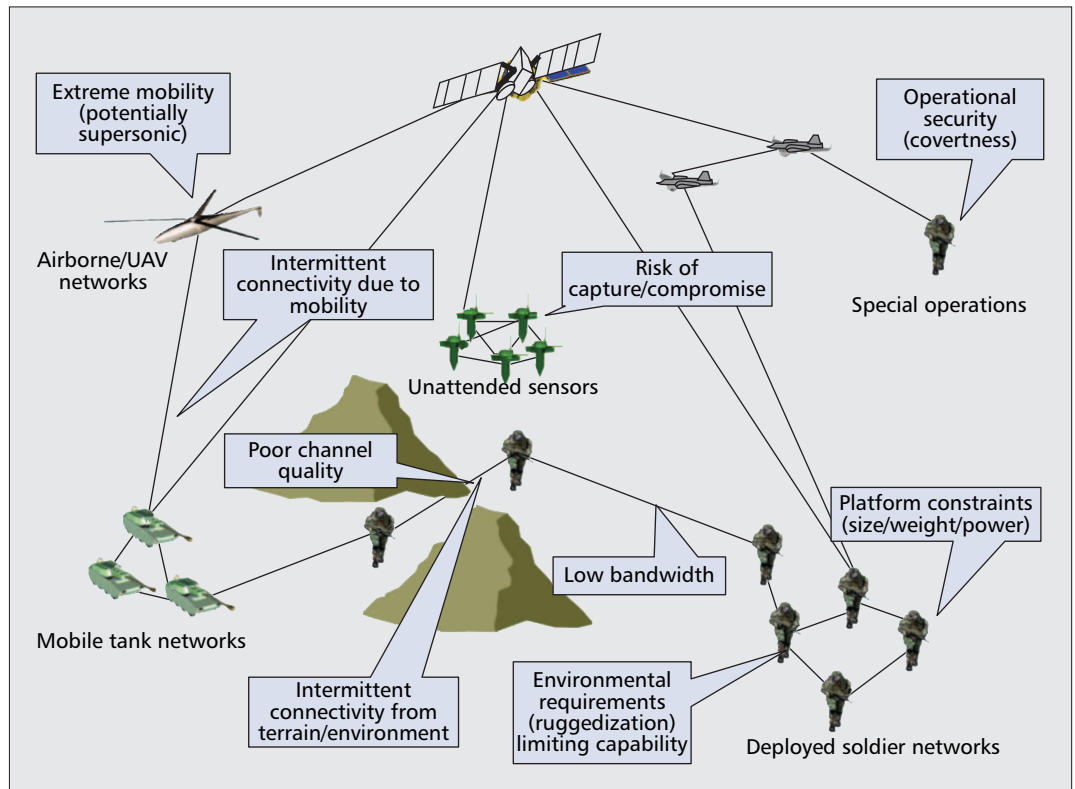 Extreme mobility
(potentially
supersonic)
Operational
security
(covertness)
Airborne/UAV
networks
Intermittent
connectivity due to
mobility
Risk of
capture/compromise
Special operations
Unattended sensors
Poor channel
quality
Platform constraints
(size/weight/power)
Low bandwidth
Mobile tank networks
Intermittent
connectivity from
terrain/environment
Environmental
requirements
(ruggedization)
limiting capability
Deployed soldier networks